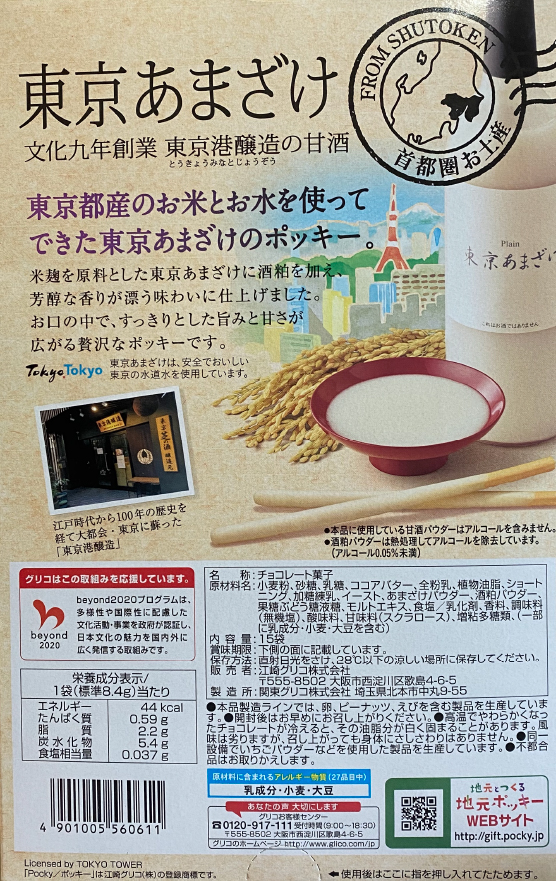 東京あまざけ
FROM SHUTOKEN
首都圏お土産
文化九年創業 東京港醸造の甘酒
とうきょうみなとじょうぞう
東京都産のお米とお水を使って
できた東京あまざけのポッキー。
米麹を原料とした東京あまざけに酒粕を加え、
芳醇な香りが漂う味わいに仕上げました。
お口の中で、すっきりとした旨みと甘さが
広がる贅沢なポッキーです。
Tokyo Tokyo
東京あまざけは、安全でおいしい
東京の水道水を使用しています。
Plain
東京あまざけ
これはお酒ではありません
江戸時代から100年の歴史を
経て大都会・東京に蘇った
「東京港醸造」
●本品に使用している甘酒パウダーはアルコールを含みません。
●酒粕パウダーは熱処理してアルコールを除去しています。
(アルコール0.05%未満)
グリコはこの取組みを応援しています。
beyond
2020
beyond2020プログラムは、
多様性や国際性に配慮した
文化活動・事業を政府が認証し、
日本文化の魅力を国内外に
広く発信する取組みです。
栄養成分表示/
1袋(標準8.4g)当たり
エネルギー 44 kcal
たんぱく質 0.59 g
脂質 2.2 g
炭水化物 5.4 g
食塩相当量 0.037 g
4901005560611
名称:チョコレート菓子
原材料名:小麦粉、砂糖、乳糖、ココアバター、全粉乳、植物油脂、ショート
ニング、加糖練乳、イースト、あまざけパウダー、酒粕パウダー、
果糖ぶどう糖液糖、モルトエキス、食塩/乳化剤、香料、調味料
(無機塩)、酸味料、甘味料(スクラロース)、増粘多糖類、(一部
に乳成分・小麦・大豆を含む)
内容量:15袋
賞味期限:下側の面に記載しています。
保存方法:直射日光をさけ、28℃以下の涼しい場所に保存してください。
販売者:江崎グリコ株式会社
〒555-8502 大阪市西淀川区歌島4-6-5
製造所:関東グリコ株式会社 埼玉県北本市中丸9-55
●本品製造ラインでは、卵、ピーナッツ、えびを含む製品を生産していま
す。●開封後はお早めにお召し上がりください。●高温でやわらかくなっ
たチョコレートが冷えると、その油脂分が白く固まることがあります。風
味は劣りますが、召し上がっても身体にさしさわりはありません。●同一
設備でいちごパウダーなどを使用した製品を生産しています。●不都合
品はお取りかえします。
原材料に含まれるアレルギー物質(27品目中)
乳成分・小麦・大豆
あなたの声 大切にします
グリコお客様センター
0120-917-111 受付時間(9:00~18:30)
〒555-8502 大阪市西淀川区歌島4-6-5
グリコのホームページ http://www.glico.com/jp
地元とつくる
地元ポッキー
WEBサイト
http://gift.pocky.jp
Licensed by TOKYO TOWER
「Pocky/ポッキー」は江崎グリコ(株)の登録商標です。
使用後はここに指を押し入れてたためます。